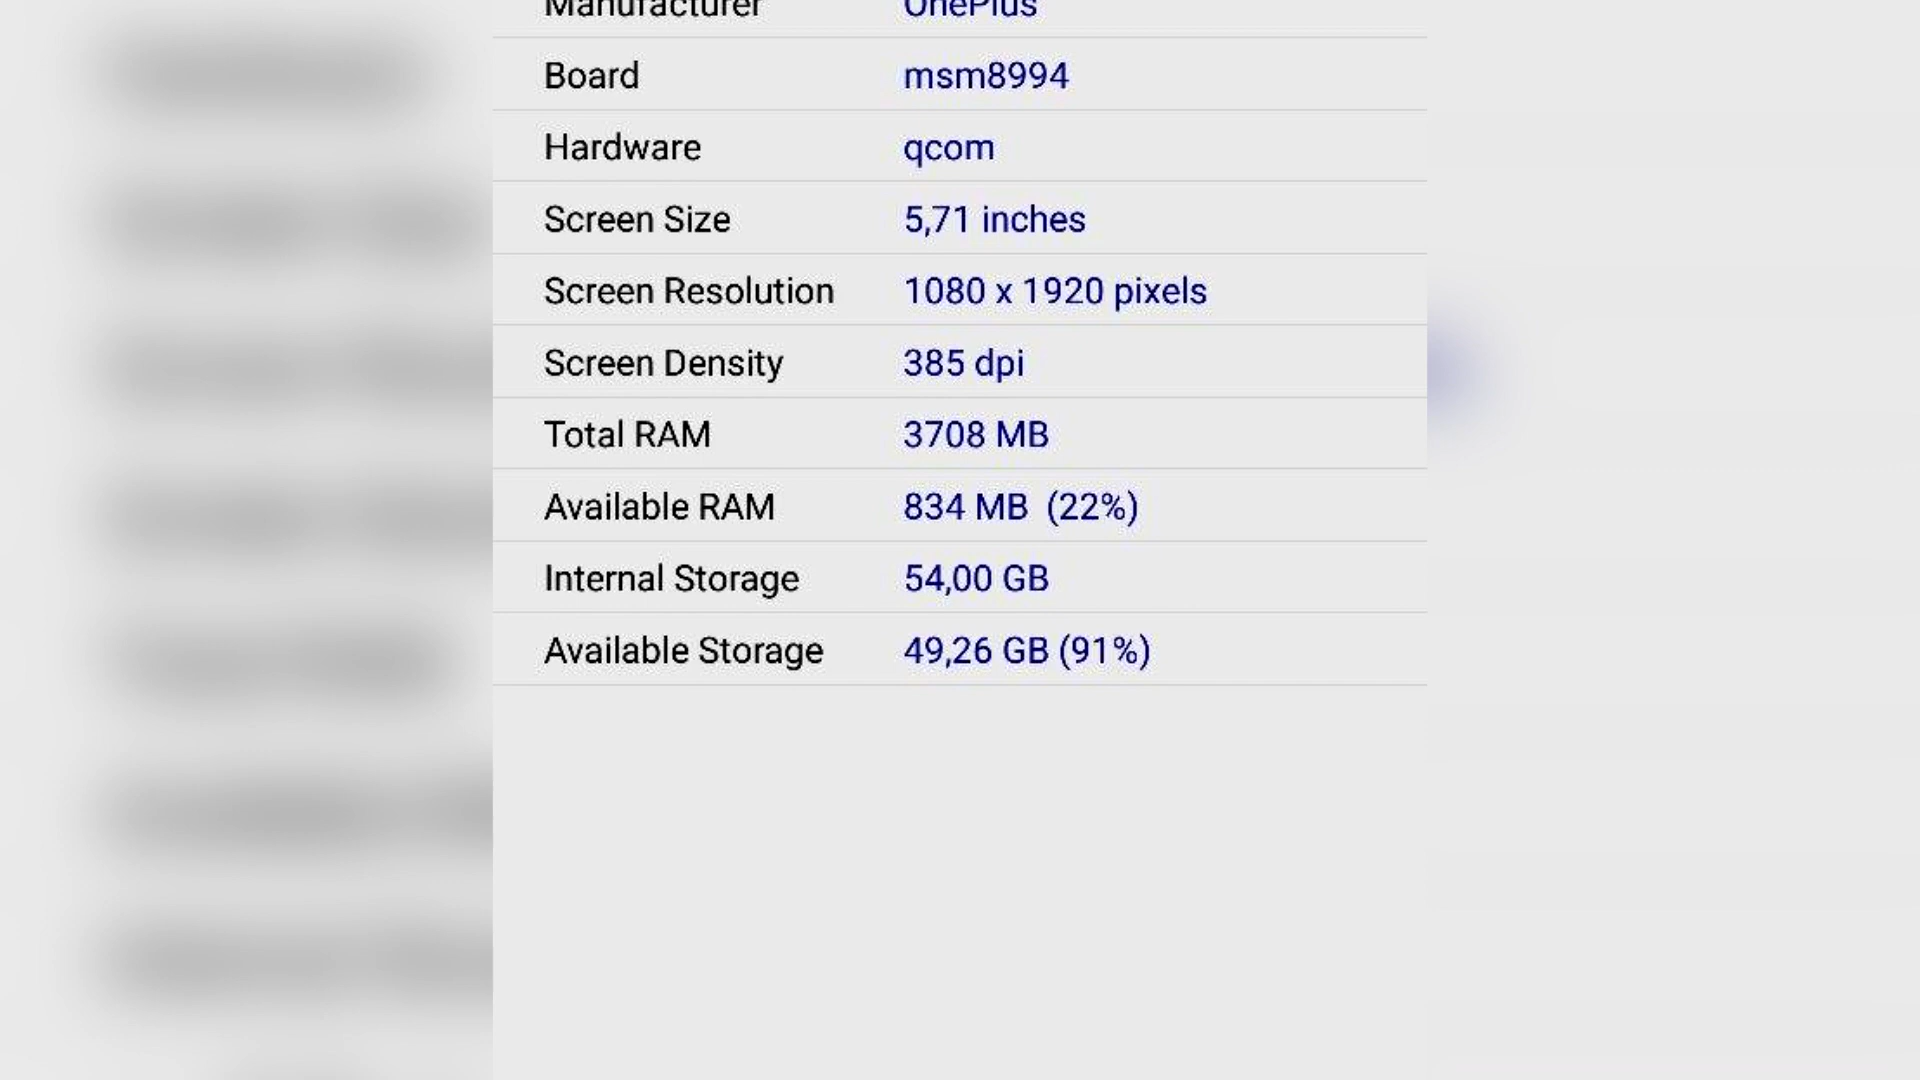 Manufacturer OnePlus
Board msm8994
Hardware qcom
Screen Size 5,71 inches
Screen Resolution 1080 x 1920 pixels
Screen Density 385 dpi
Total RAM 3708 MB
Available RAM 834 MB (22%)
Internal Storage 54,00 GB
Available Storage 49,26 GB (91%)